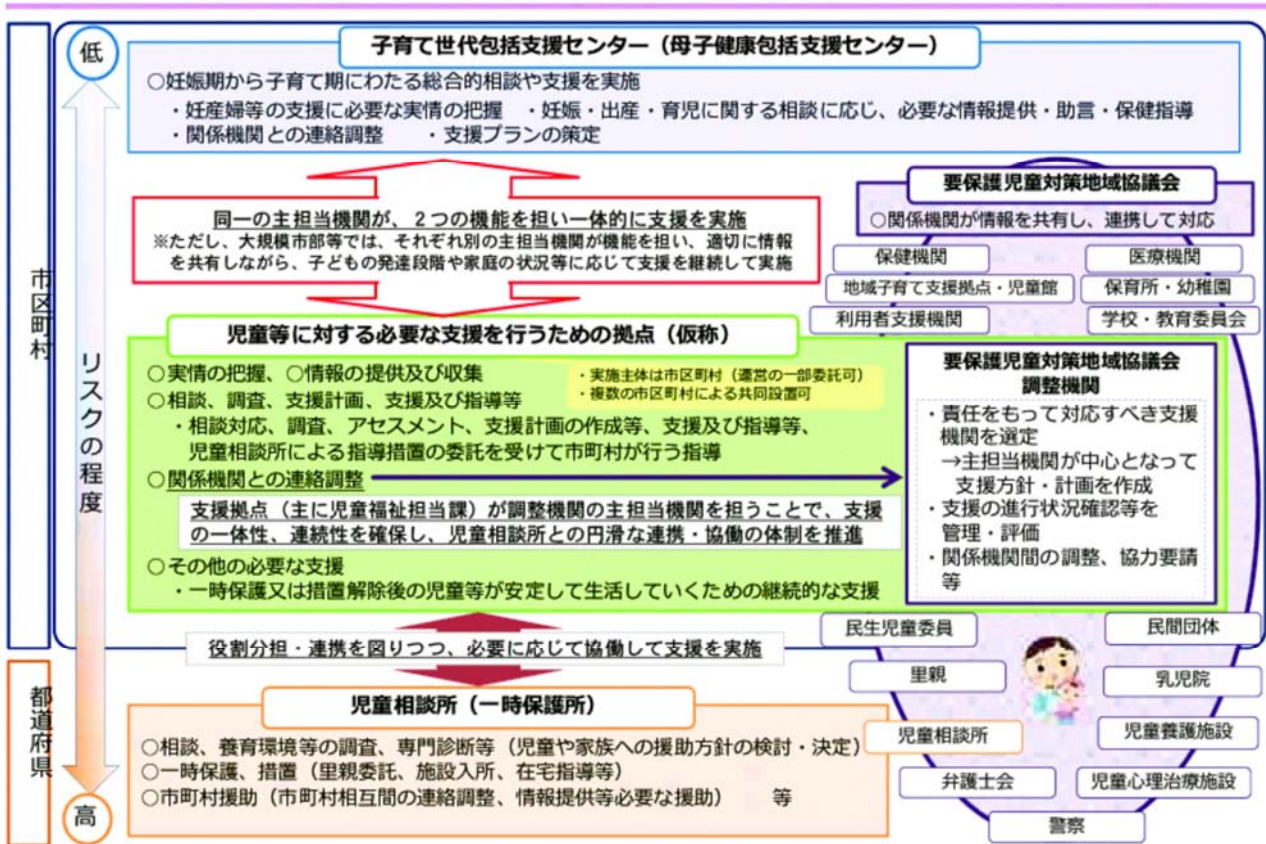 市区町村
都道府県
低
リスクの程度
高
子育て世代包括支援センター（母子健康包括支援センター）
○妊娠期から子育て期にわたる総合的相談や支援を実施
・妊産婦等の支援に必要な実情の把握　・妊娠・出産・育児に関する相談に応じ、必要な情報提供・助言・保健指導
・関係機関との連絡調整　・支援プランの策定
同一の主担当機関が、２つの機能を担い一体的に支援を実施
※ただし、大規模市部等では、それぞれ別の主担当機関が機能を担い、適切に情報
を共有しながら、子どもの発達段階や家庭の状況等に応じて支援を継続して実施
要保護児童対策地域協議会
○関係機関が情報を共有し、連携して対応
保健機関
医療機関
地域子育て支援拠点・児童館
保育所・幼稚園
利用者支援機関
学校・教育委員会
児童等に対する必要な支援を行うための拠点（仮称）
○実情の把握、○情報の提供及び収集
・実施主体は市区町村（運営の一部委託可）
・複数の市区町村による共同設置可
○相談、調査、支援計画、支援及び指導等
・相談対応、調査、アセスメント、支援計画の作成等、支援及び指導等、
児童相談所による指導措置の委託を受けて市町村が行う指導
○関係機関との連絡調整
支援拠点（主に児童福祉担当課）が調整機関の主担当機関を担うことで、支援
の一体性、連続性を確保し、児童相談所との円滑な連携・協働の体制を推進
○その他の必要な支援
・一時保護又は措置解除後の児童等が安定して生活していくための継続的な支援
要保護児童対策地域協議会
調整機関
・責任をもって対応すべき支援
機関を選定
→主担当機関が中心となって
支援方針・計画を作成
・支援の進行状況確認等を
管理・評価
・関係機関間の調整、協力要請
等
役割分担・連携を図りつつ、必要に応じて協働して支援を実施
児童相談所（一時保護所）
○相談、養育環境等の調査、専門診断等（児童や家族への援助方針の検討・決定）
○一時保護、措置（里親委託、施設入所、在宅指導等）
○市町村援助（市町村相互間の連絡調整、情報提供等必要な援助）　等
民生児童委員
民間団体
里親
乳児院
児童相談所
児童養護施設
弁護士会
児童心理治療施設
警察